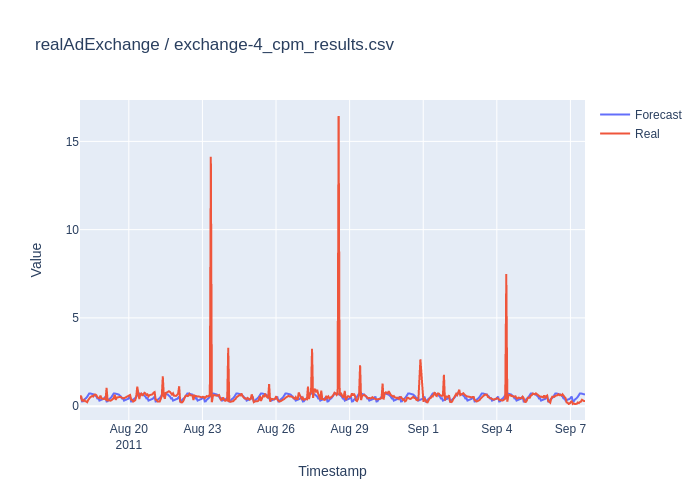 realAdExchange / exchange-4_cpm_results.csv
Forecast
Real
15
10
5
0
Value
Aug 20
2011
Aug 23
Aug 26
Aug 29
Sep 1
Sep 4
Sep 7
Timestamp